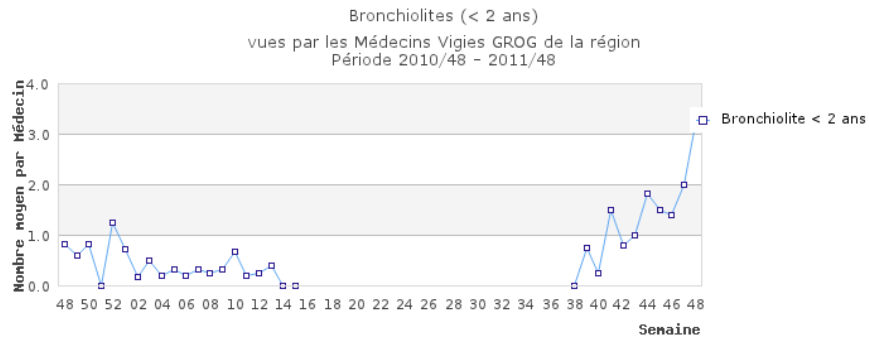 Bronchiolites (< 2 ans)
vues par les Médecins Vigies GROG de la région
Période 2010/48 - 2011/48
Nombre moyen par Médecin
4.0
3.0
2.0
1.0
0.0
Bronchiolite < 2 ans
48 50 52 02 04 06 08 10 12 14 16 18 20 22 24 26 28 30 32 34 36 38 40 42 44 46 48
Semaine